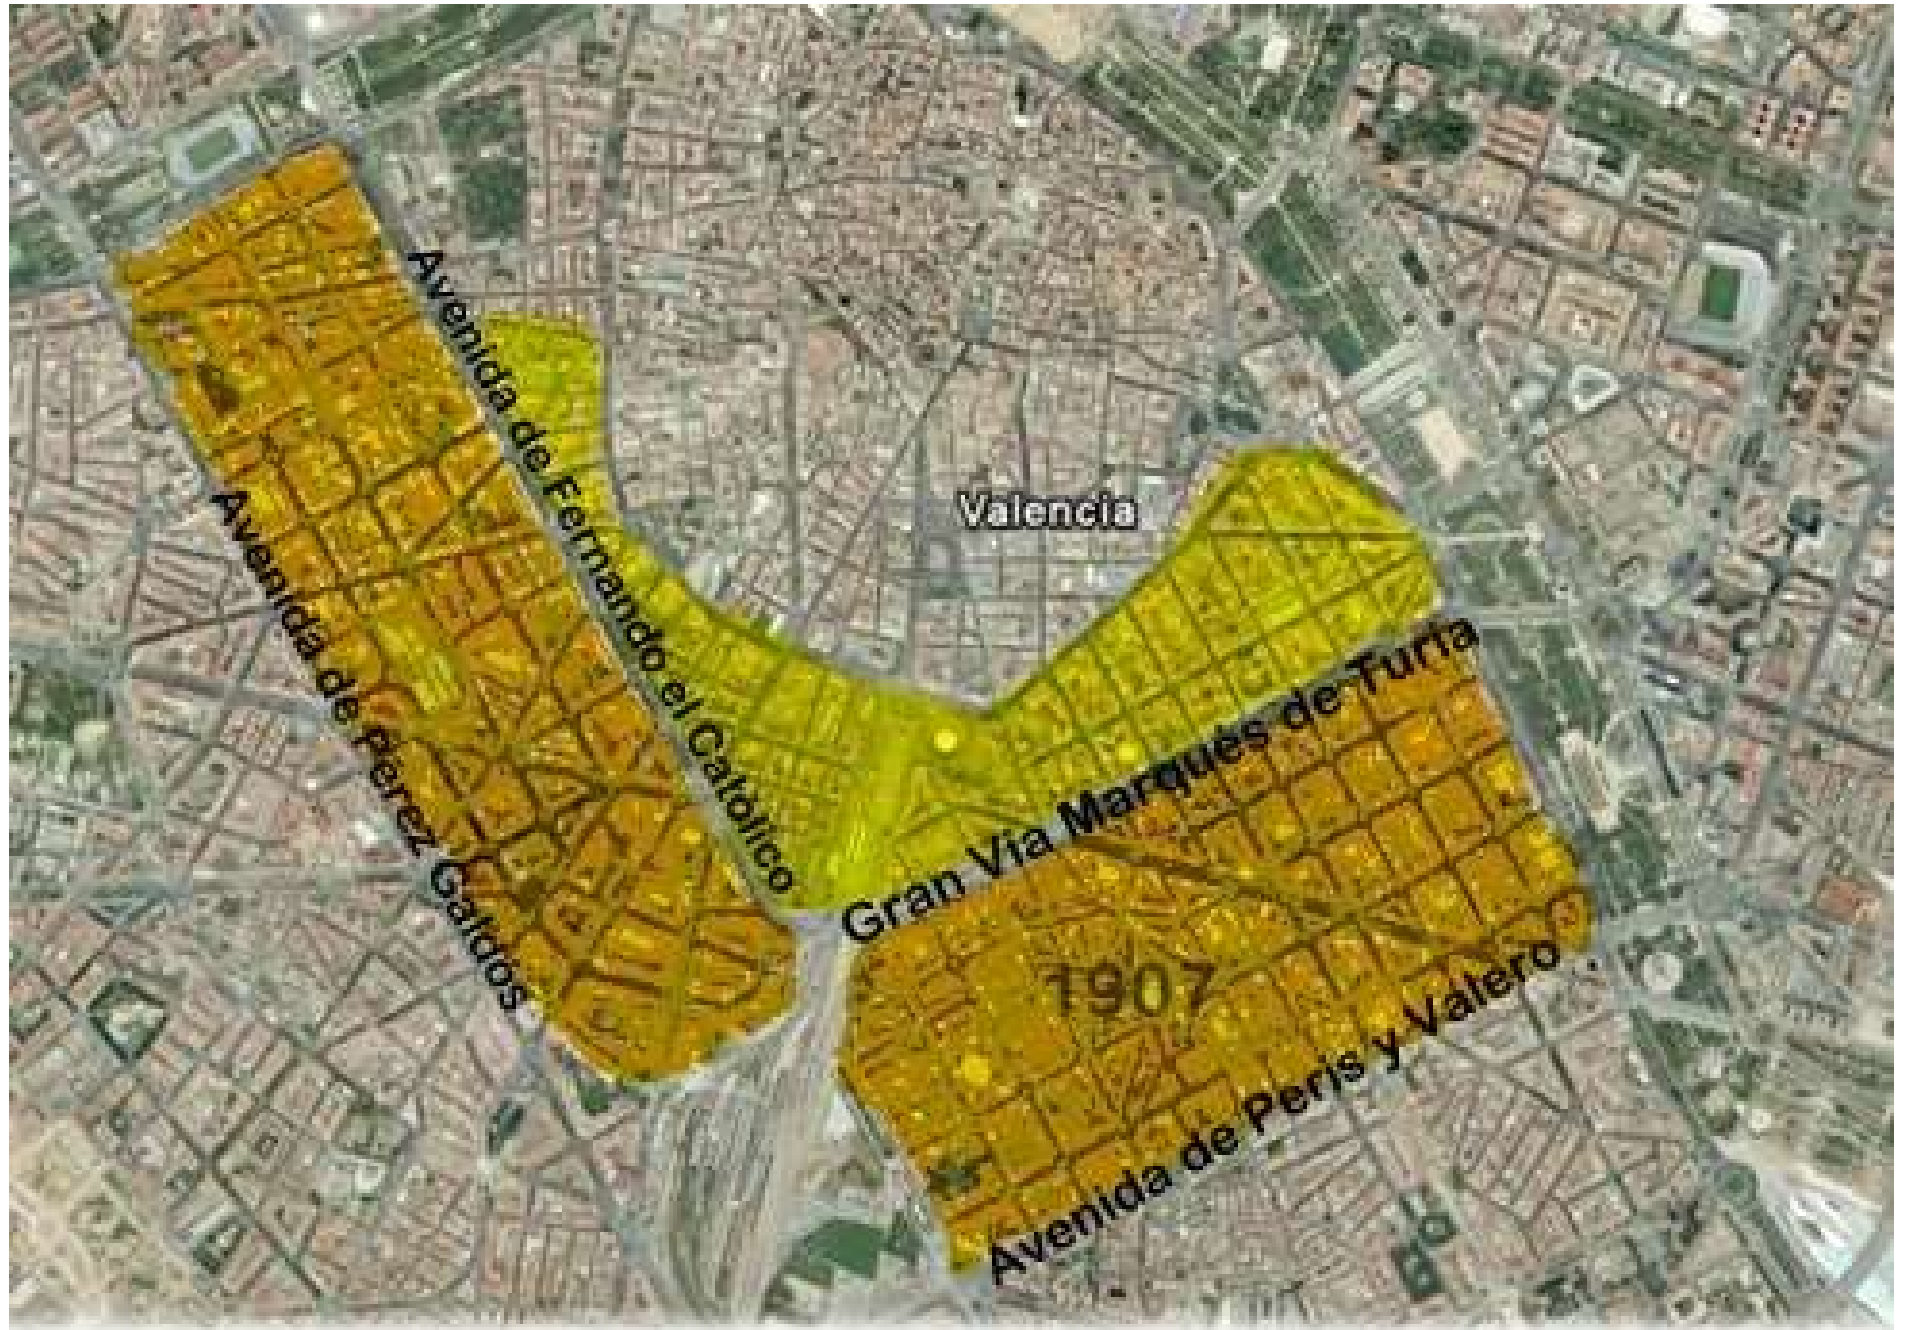 Avenida de Fernando el Católico
Valencia
Avenida de Pérez Galdós
Gran Vía Marqués de Turia
1907
Avenida de Peris y Valero